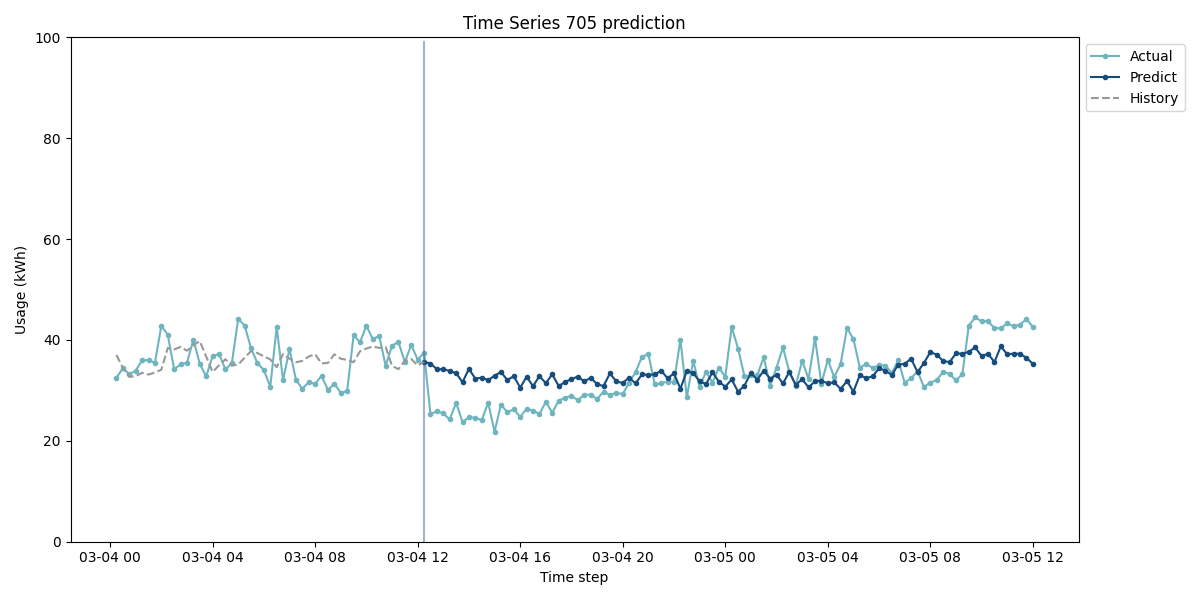 Time Series 705 prediction
Usage (kWh)
100
80
60
40
20
0
03-04 00
03-04 04
03-04 08
03-04 12
03-04 16
03-04 20
03-05 00
03-05 04
03-05 08
03-05 12
Time step
Actual
Predict
History